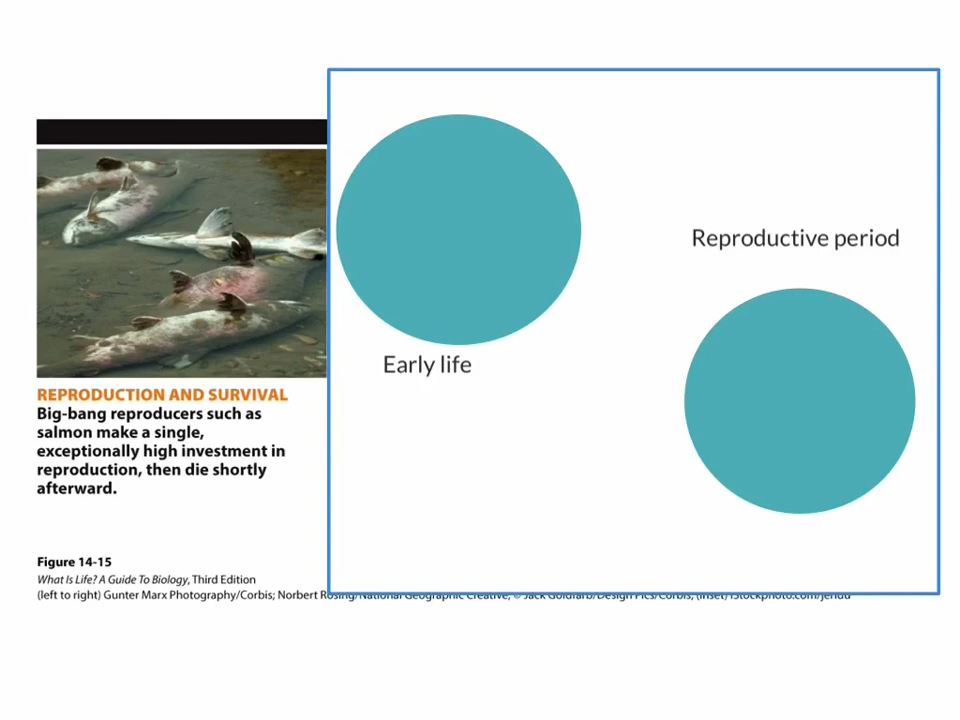 Reproductive period
Early life
REPRODUCTION AND SURVIVAL
Big-bang reproducers such as
salmon make a single,
exceptionally high investment in
reproduction, then die shortly
afterward.
Figure 14-15
What Is Life? A Guide To Biology, Third Edition
(left to right) Gunter Marx Photography/Corbis; Norbert Rosing/National Geographic Creative; © Jack Goldfarb/Design Pics/Corbis; (inset) iStockphoto.com/jendu